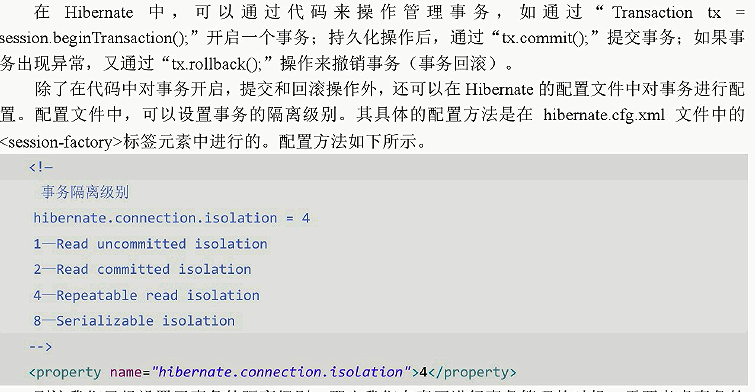 在 Hibernate 中，可以通过代码来操作管理事务，如通过“Transaction tx =
session.beginTransaction();”开启一个事务；持久化操作后，通过“tx.commit();”提交事务；如果事
务出现异常，又通过“tx.rollback();”操作来撤销事务（事务回滚）。
除了在代码中对事务开启，提交和回滚操作外，还可以在 Hibernate 的配置文件中对事务进行配
置。配置文件中，可以设置事务的隔离级别。其具体的配置方法是在 hibernate.cfg.xml 文件中的
<session-factory>标签元素中进行的。配置方法如下所示。
<!—
事务隔离级别
hibernate.connection.isolation = 4
1—Read uncommitted isolation
2—Read committed isolation
4—Repeatable read isolation
8—Serializable isolation
-->
<property name="hibernate.connection.isolation">4</property>